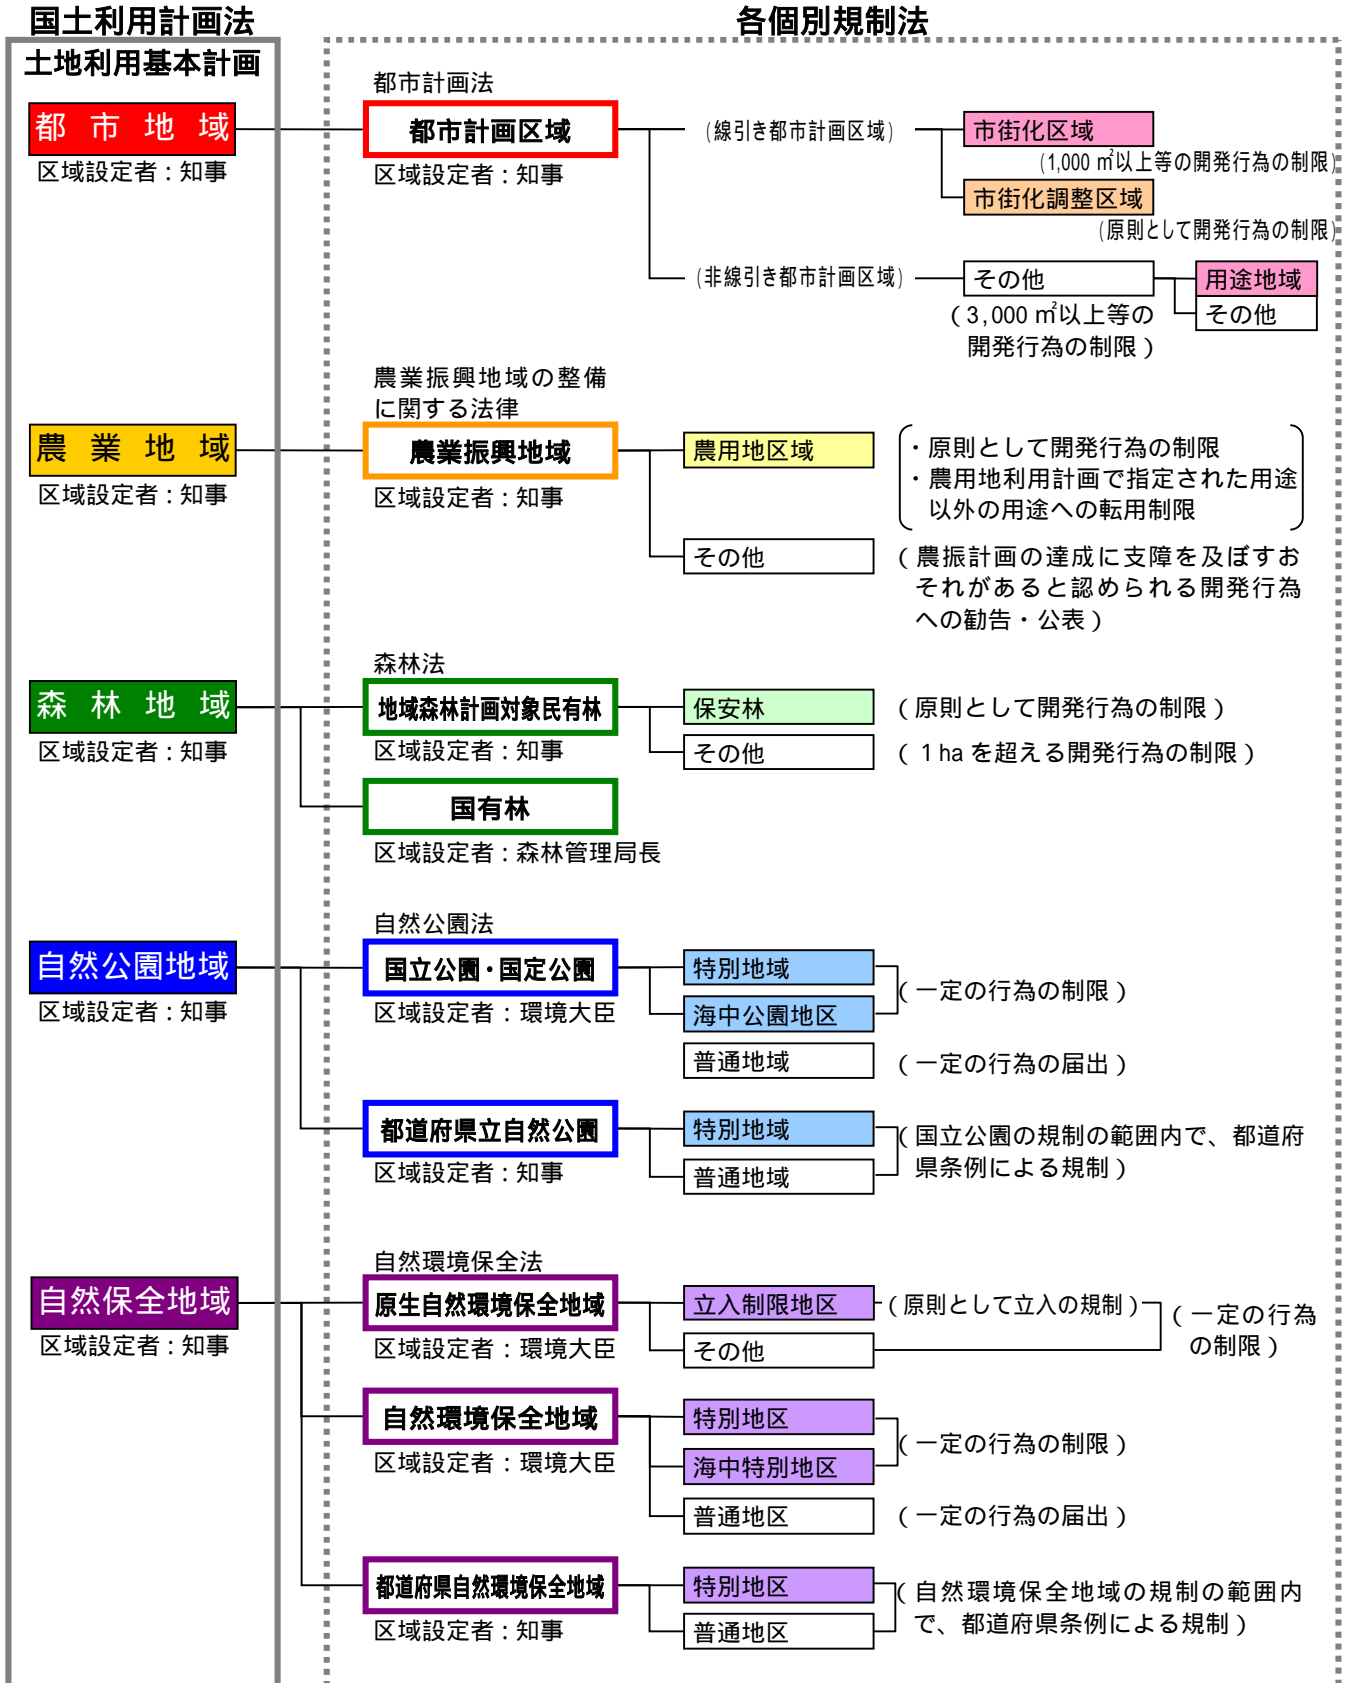 国土利用計画法
各個別規制法
土地利用基本計画
都市計画法
都市地域
区域設定者：知事
都市計画区域
区域設定者：知事
(線引き都市計画区域)
市街化区域
(1,000 ㎡以上等の開発行為の制限)
市街化調整区域
(原則として開発行為の制限)
(非線引き都市計画区域)
その他
(3,000 ㎡以上等の
開発行為の制限)
用途地域
その他
農業振興地域の整備
に関する法律
農業地域
区域設定者：知事
農業振興地域
区域設定者：知事
農用地区域
・原則として開発行為の制限
・農用地利用計画で指定された用途
以外の用途への転用制限
その他
(農振計画の達成に支障を及ぼすお
それがあると認められる開発行為
への勧告・公表)
森林法
森林地域
区域設定者：知事
地域森林計画対象民有林
区域設定者：知事
保安林
(原則として開発行為の制限)
その他
(1ha を超える開発行為の制限)
国有林
区域設定者：森林管理局長
自然公園法
自然公園地域
区域設定者：知事
国立公園・国定公園
区域設定者：環境大臣
特別地域
海中公園地区
(一定の行為の制限)
普通地域
(一定の行為の届出)
都道府県立自然公園
区域設定者：知事
特別地域
普通地域
(国立公園の規制の範囲内で、都道府
県条例による規制)
自然環境保全法
自然保全地域
区域設定者：知事
原生自然環境保全地域
区域設定者：環境大臣
立入制限地区
(原則として立入の規制)
その他
(一定の行為
の制限)
自然環境保全地域
区域設定者：環境大臣
特別地区
海中特別地区
(一定の行為の制限)
普通地区
(一定の行為の届出)
都道府県自然環境保全地域
区域設定者：知事
特別地区
普通地区
(自然環境保全地域の規制の範囲内
で、都道府県条例による規制)